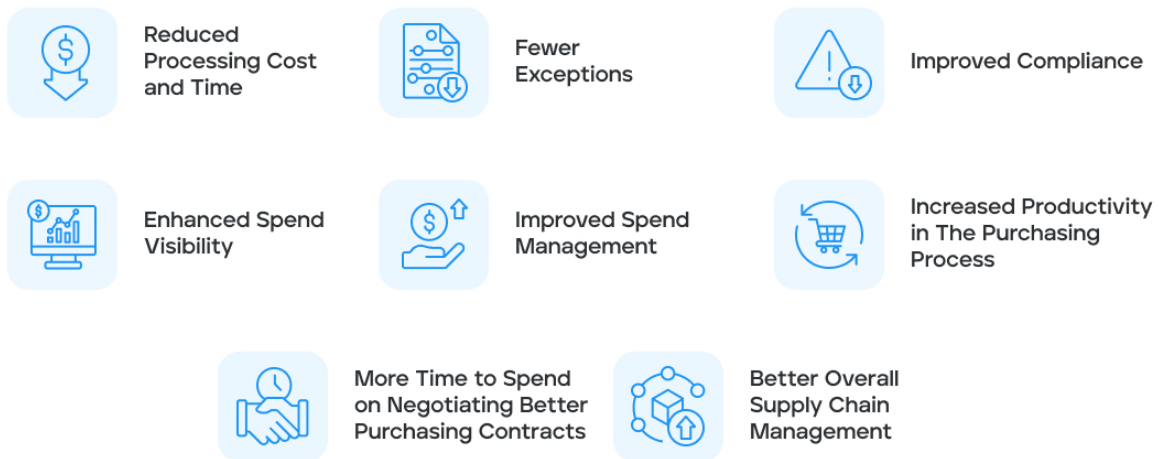 Reduced
Processing Cost
and Time
Fewer
Exceptions
Improved Compliance
Enhanced Spend
Visibility
Improved Spend
Management
Increased Productivity
in The Purchasing
Process
More Time to Spend
on Negotiating Better
Purchasing Contracts
Better Overall
Supply Chain
Management